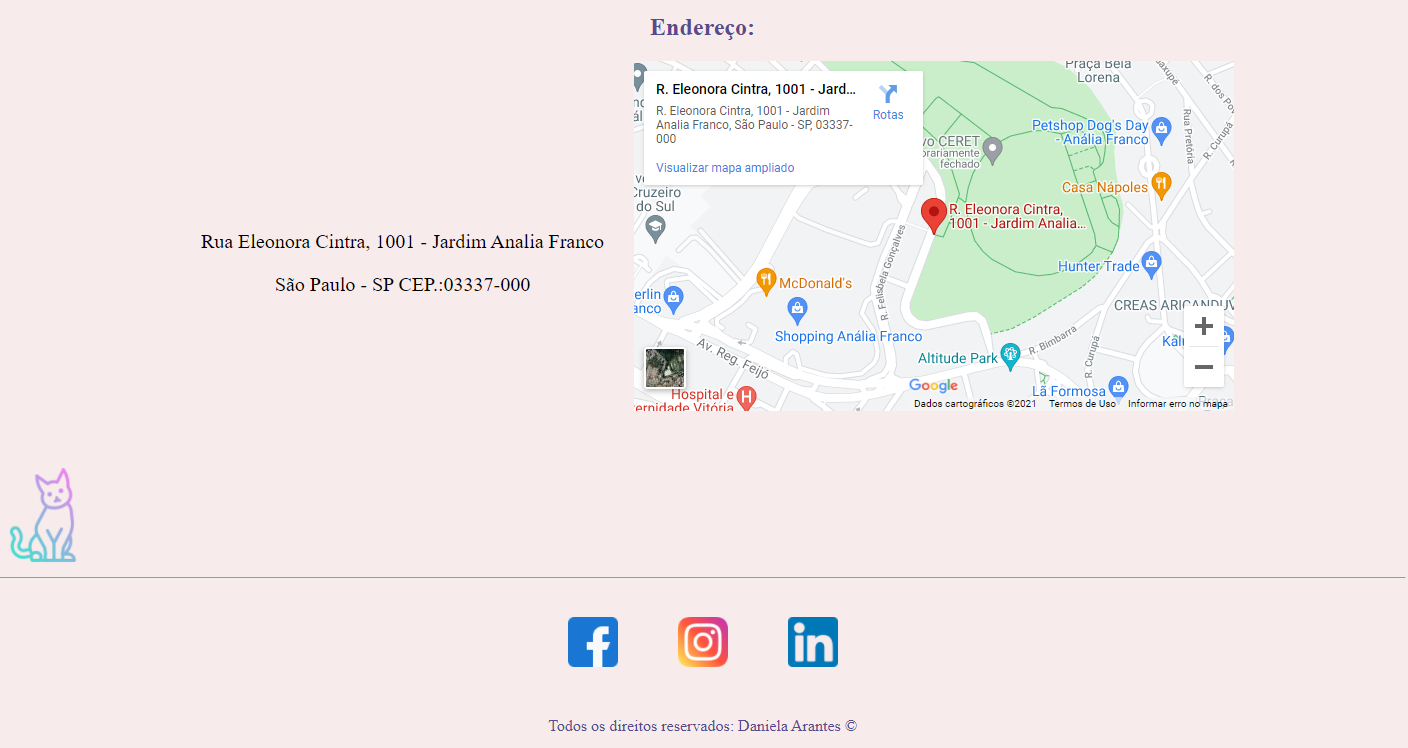 Endereço:
Rua Eleonora Cintra, 1001 - Jardim Analia Franco
São Paulo - SP CEP.:03337-000
R. Eleonora Cintra, 1001 - Jard...
R. Eleonora Cintra, 1001 - Jardim
Analia Franco, São Paulo - SP, 03337-
000
Visualizar mapa ampliado
Rotas
Praça Bela
Lorena
R. dos Pov
Rua Pretória
R. Curupá
Petshop Dog's Day
- Anália Franco
vo CERET
orariamente
fechado
Casa Nápoles
Cruzeiro
do Sul
R. Eleonora Cintra,
1001 - Jardim Analia...
R. Felisbela Gonçalves
Hunter Trade
McDonald's
erlin
anco
CREAS ARICANDUV
Shopping Anália Franco
R. Bimbarra
R. Curupá
Kalu
Av. Reg. Feijó
Altitude Park
Google
Lã Formosa
Hospital e
ernidade Vitória
Dados cartográficos ©2021
Termos de Uso
Informar erro no mapa
Todos os direitos reservados: Daniela Arantes ©